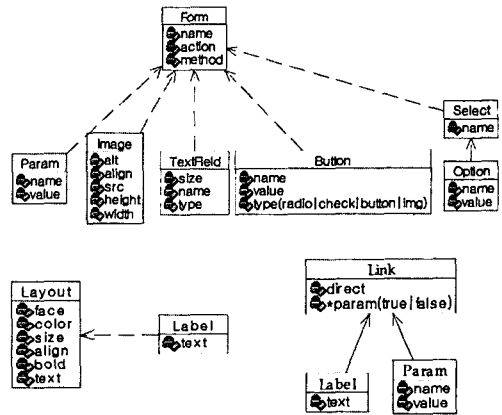 Form
name
action
method
Select
name
Param
name
value
Image
alt
align
src
height
width
TextField
size
name
type
Button
name
value
type(radio|check|button|img)
Option
name
value
Layout
face
color
size
align
bold
text
Label
text
Link
direct
*param(true|false)
Label
text
Param
name
value